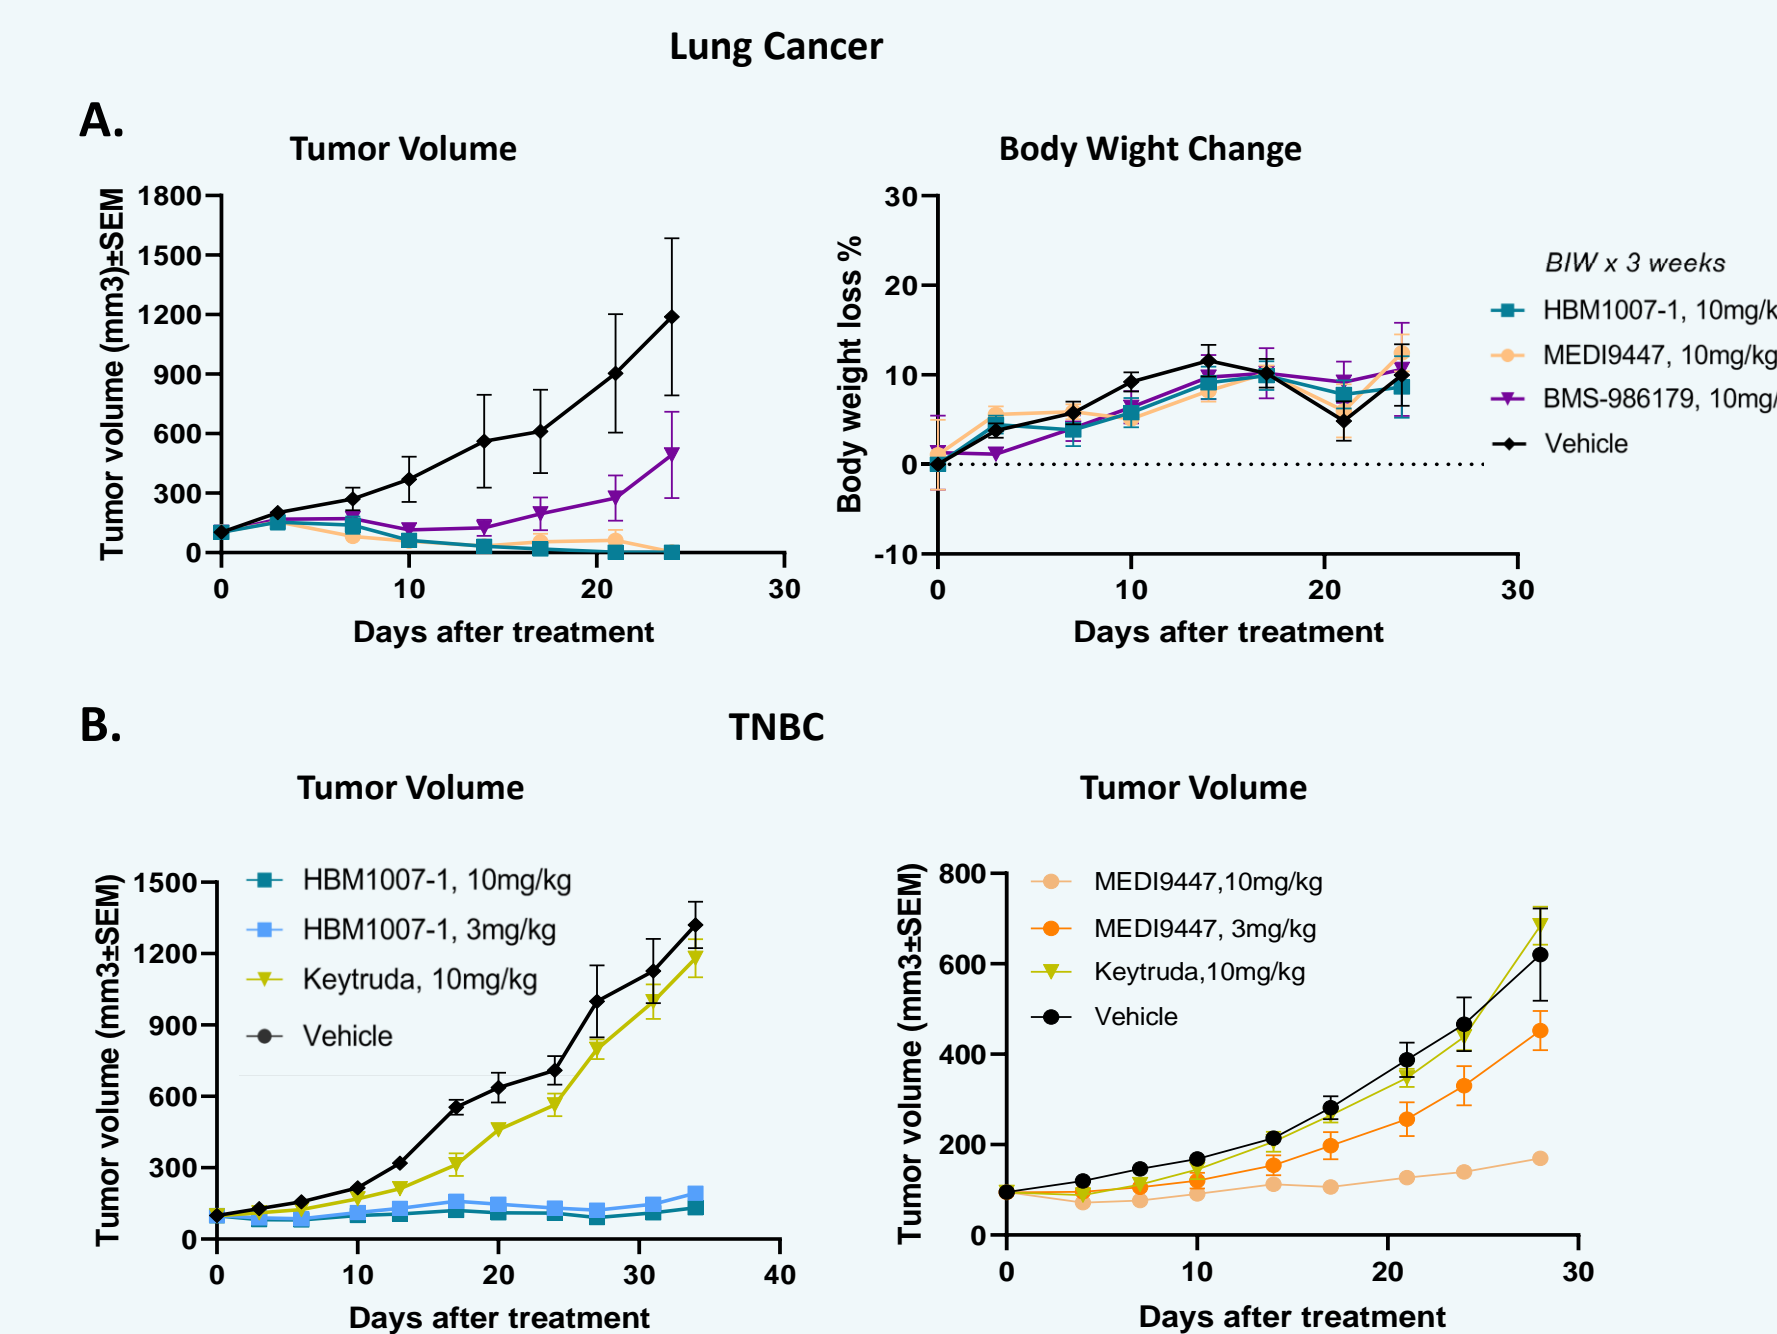 Lung Cancer
A.
Tumor Volume
Tumor volume (mm3)±SEM
1800
1500
1200
900
600
300
0
0 10 20 30
Days after treatment
Body Wight Change
Body weight loss %
30
20
10
0
-10
0 10 20 30
Days after treatment
BIW x 3 weeks
HBM1007-1, 10mg/k
MEDI9447, 10mg/kg
BMS-986179, 10mg/
Vehicle
B.
TNBC
Tumor Volume
Tumor volume (mm3±SEM)
1500
1200
900
600
300
0
HBM1007-1, 10mg/kg
HBM1007-1, 3mg/kg
Keytruda, 10mg/kg
Vehicle
0 10 20 30 40
Days after treatment
Tumor Volume
Tumor volume (mm3±SEM)
800
600
400
200
0
MEDI9447,10mg/kg
MEDI9447, 3mg/kg
Keytruda,10mg/kg
Vehicle
0 10 20 30
Days after treatment